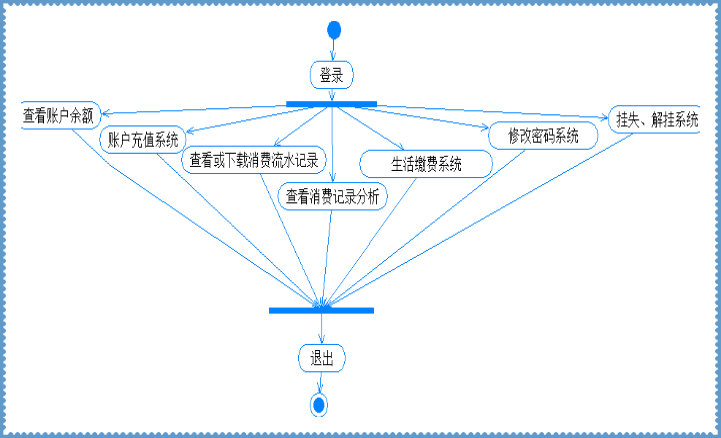 登录
查看账户余额
账户充值系统
查看或下载消费流水记录
查看消费记录分析
生活缴费系统
修改密码系统
挂失、解挂系统
退出